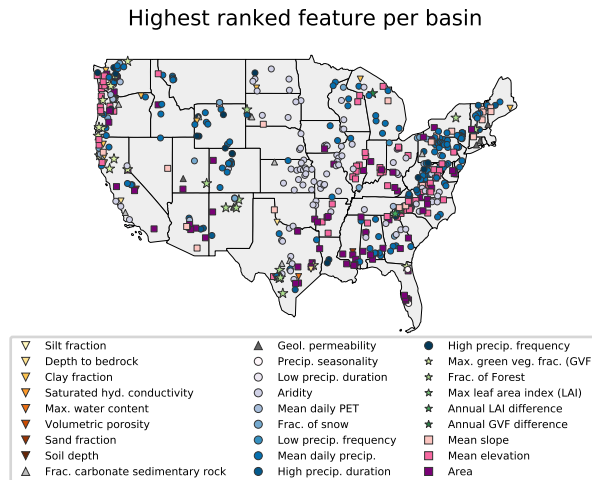 Highest ranked feature per basin
Silt fraction
Depth to bedrock
Clay fraction
Saturated hyd. conductivity
Max. water content
Volumetric porosity
Sand fraction
Soil depth
Frac. carbonate sedimentary rock
Geol. permeability
Precip. seasonality
Low precip. duration
Aridity
Mean daily PET
Frac. of snow
Low precip. frequency
Mean daily precip.
High precip. duration
High precip. frequency
Max. green veg. frac. (GVF
Frac. of Forest
Max leaf area index (LAI)
Annual LAI difference
Annual GVF difference
Mean slope
Mean elevation
Area